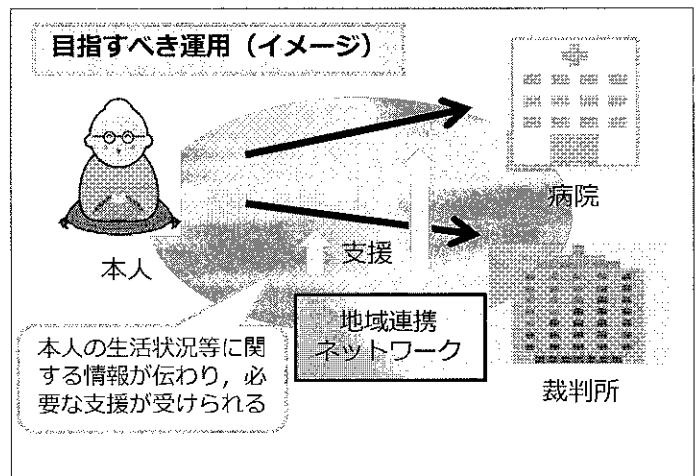 目指すべき運用（イメージ）
病院
本人
支援
地域連携
ネットワーク
本人の生活状況等に関
する情報が伝わり，必
要な支援が受けられる
裁判所